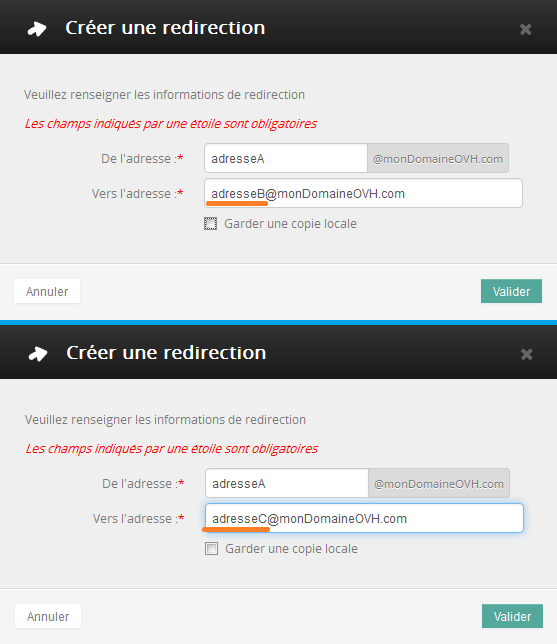 Créer une redirection
Veuillez renseigner les informations de redirection
Les champs indiqués par une étoile sont obligatoires
De l'adresse :* adresseA @monDomaineOVH.com
Vers l'adresse :* adresseB@monDomaineOVH.com
Garder une copie locale
Annuler Valider
Créer une redirection
Veuillez renseigner les informations de redirection
Les champs indiqués par une étoile sont obligatoires
De l'adresse :* adresseA @monDomaineOVH.com
Vers l'adresse :* adresseC@monDomaineOVH.com
Garder une copie locale
Annuler Valider